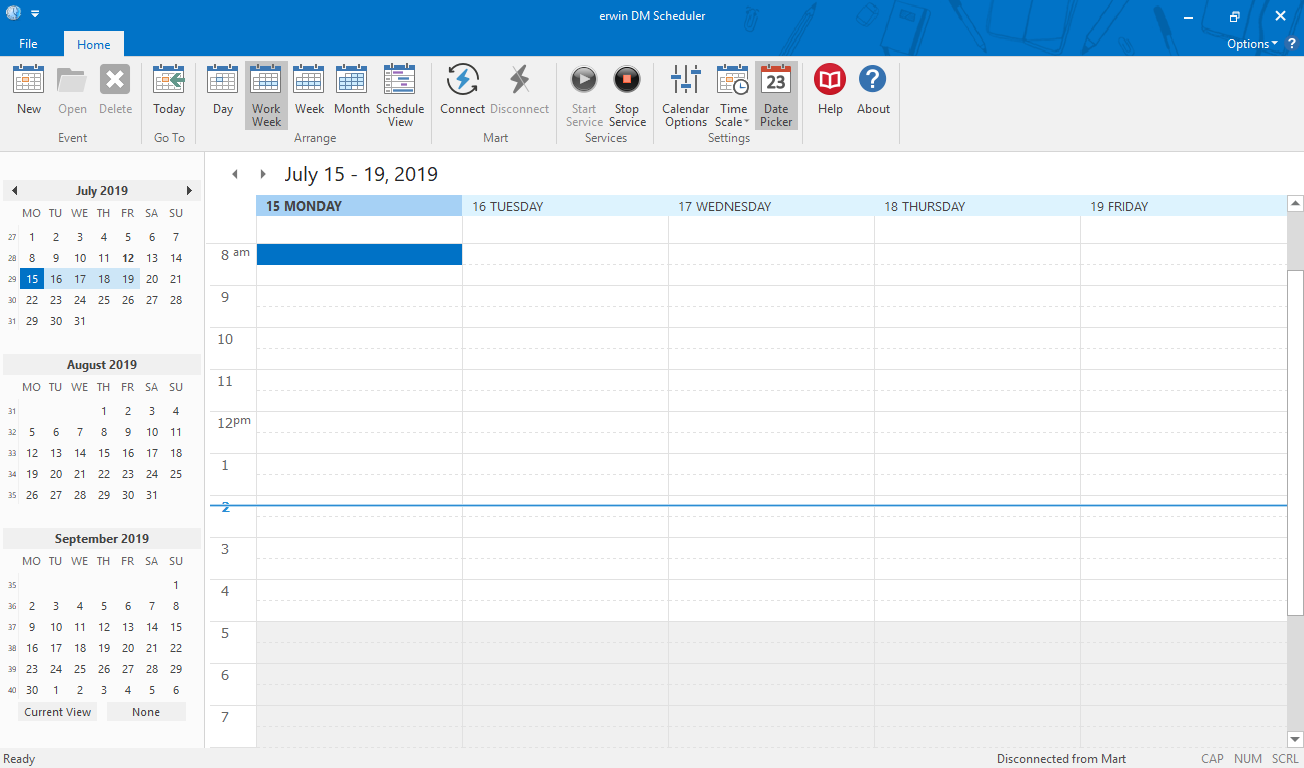 erwin DM Scheduler
File Home Options ?
New Open Delete Today Day Work Week Week Month Schedule View Connect Disconnect Start Service Stop Service Calendar Options Time Scale 23 Date Picker Help ? About
Event Go To Arrange Mart Services Settings
July 2019
MO TU WE TH FR SA SU
27 1 2 3 4 5 6 7
28 8 9 10 11 12 13 14
29 15 16 17 18 19 20 21
30 22 23 24 25 26 27 28
31 29 30 31
August 2019
MO TU WE TH FR SA SU
31 1 2 3 4
32 5 6 7 8 9 10 11
33 12 13 14 15 16 17 18
34 19 20 21 22 23 24 25
35 26 27 28 29 30 31
September 2019
MO TU WE TH FR SA SU
35 1
36 2 3 4 5 6 7 8
37 9 10 11 12 13 14 15
38 16 17 18 19 20 21 22
39 23 24 25 26 27 28 29
40 30 1 2 3 4 5 6
Current View None
July 15 - 19, 2019
15 MONDAY 16 TUESDAY 17 WEDNESDAY 18 THURSDAY 19 FRIDAY
8 am
9
10
11
12pm
1
2
3
4
5
6
7
Ready Disconnected from Mart CAP NUM SCRL